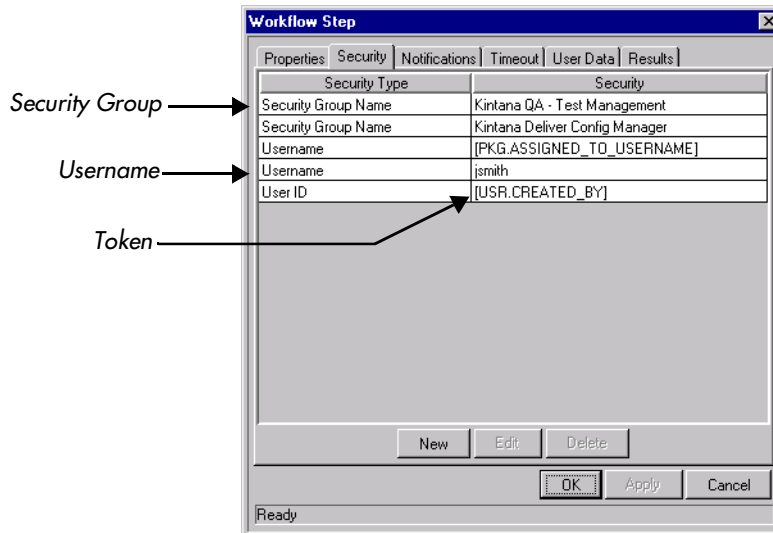 Workflow Step
Properties Security Notifications Timeout User Data Results
Security Type Security
Security Group Security Group Name Kintana QA - Test Management
Security Group Name Kintana Deliver Config Manager
Username [PKG.ASSIGNED_TO_USERNAME]
Username Username jsmith
User ID [USR.CREATED_BY]
Token
New Edit Delete
OK Apply Cancel
Ready